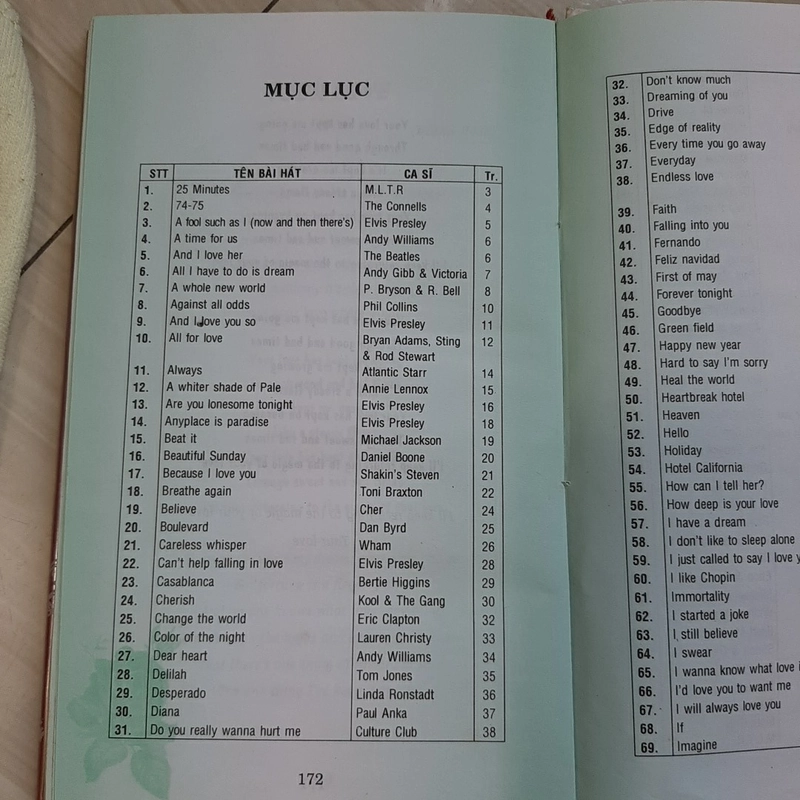 MỤC LỤC
STT TÊN BÀI HÁT CA SĨ Tr.
1. 25 Minutes M.L.T.R 3
2. 74-75 The Connells 4
3. A fool such as I (now and then there's) Elvis Presley 5
4. A time for us Andy Williams 6
5. And I love her The Beatles 6
6. All I have to do is dream Andy Gibb & Victoria 7
7. A whole new world P. Bryson & R. Bell 8
8. Against all odds Phil Collins 10
9. And I love you so Elvis Presley 11
10. All for love Bryan Adams, Sting 12
& Rod Stewart
11. Always Atlantic Starr 14
12. A whiter shade of Pale Annie Lennox 15
13. Are you lonesome tonight Elvis Presley 16
14. Anyplace is paradise Elvis Presley 18
15. Beat it Michael Jackson 19
16. Beautiful Sunday Daniel Boone 20
17. Because I love you Shakin's Steven 21
18. Breathe again Toni Braxton 22
19. Believe Cher 24
20. Boulevard Dan Byrd 25
21. Careless whisper Wham 26
22. Can't help falling in love Elvis Presley 28
23. Casablanca Bertie Higgins 29
24. Cherish Kool & The Gang 30
25. Change the world Eric Clapton 32
26. Color of the night Lauren Christy 33
27. Dear heart Andy Williams 34
28. Delilah Tom Jones 35
29. Desperado Linda Ronstadt 36
30. Diana Paul Anka 37
31. Do you really wanna hurt me Culture Club 38
172
32. Don't know much
33. Dreaming of you
34. Drive
35. Edge of reality
36. Every time you go away
37. Everyday
38. Endless love
39. Faith
40. Falling into you
41. Fernando
42. Feliz navidad
43. First of may
44. Forever tonight
45. Goodbye
46. Green field
47. Happy new year
48. Hard to say I'm sorry
49. Heal the world
50. Heartbreak hotel
51. Heaven
52. Hello
53. Holiday
54. Hotel California
55. How can I tell her?
56. How deep is your love
57. I have a dream
58. I don't like to sleep alone
59. I just called to say I love
60. I like Chopin
61. Immortality
62. I started a joke
63. I still believe
64. I swear
65. I wanna know what love
66. I'd love you to want me
67. I will always love you
68. If
69. Imagine